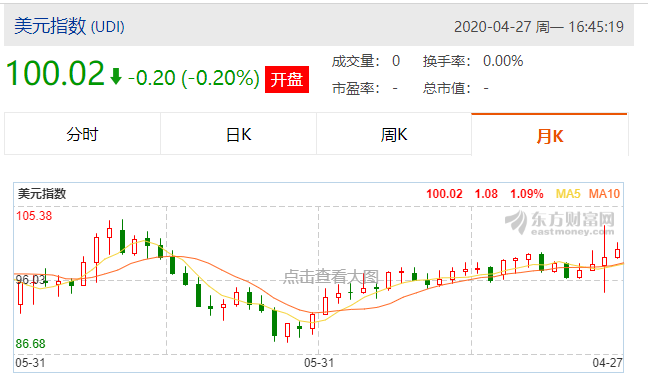 美元指数 (UDI) 2020-04-27 周一 16:45:19
100.02 -0.20 (-0.20%) 开盘
成交量： 0 换手率： 0.00%
市盈率： - 总市值： -
分时 日K 周K 月K
美元指数 100.02 1.08 1.09% MA5 MA10
105.38
东方财富网
eastmoney.com
96.03
点击查看大图
86.68
05-31 05-31 04-27